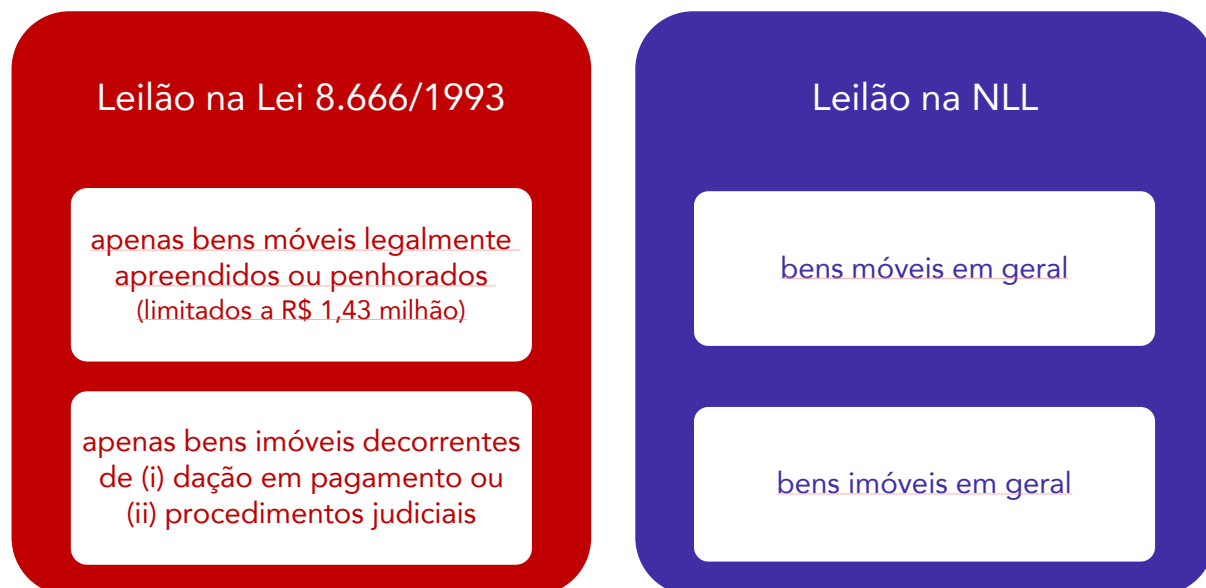 Leilão na Lei 8.666/1993
apenas bens móveis legalmente
apreendidos ou penhorados
(limitados a R$ 1,43 milhão)
apenas bens imóveis decorrentes
de (i) dação em pagamento ou
(ii) procedimentos judiciais
Leilão na NLL
bens móveis em geral
bens imóveis em geral